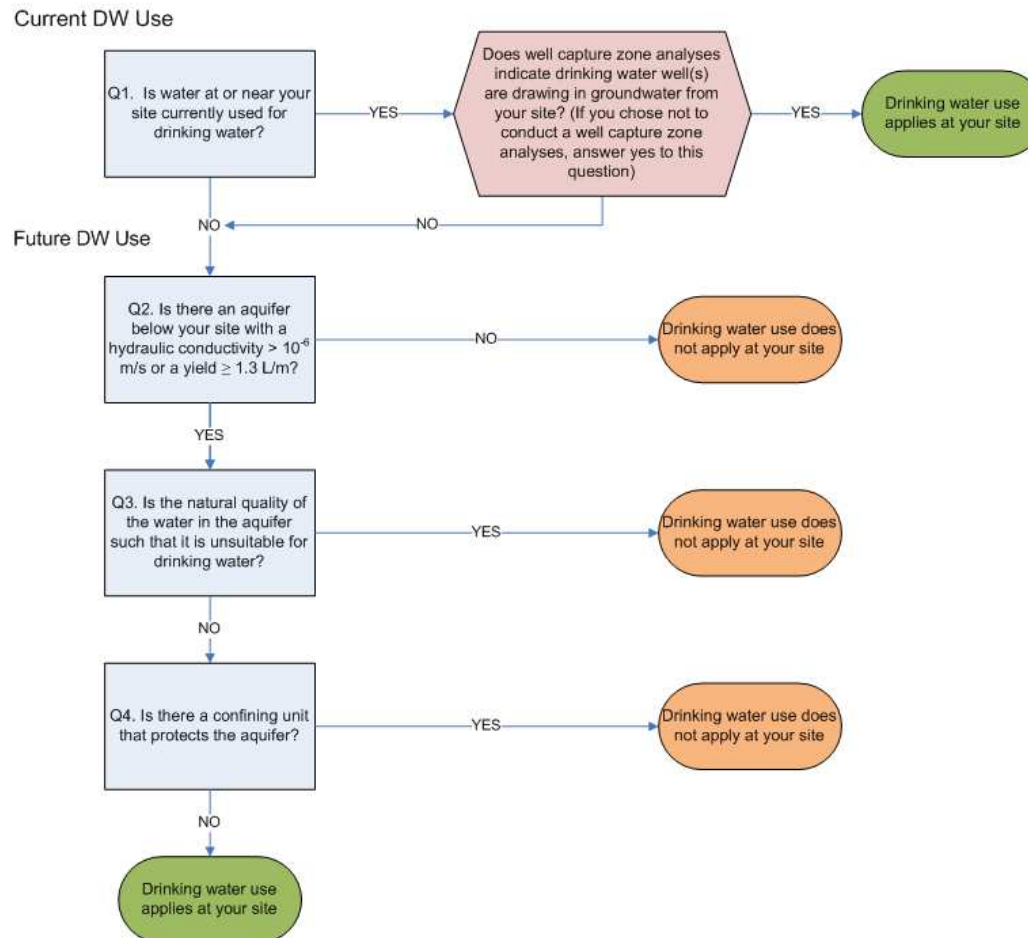 Current DW Use
Q1. Is water at or near your
site currently used for
drinking water?
YES
Does well capture zone analyses
indicate drinking water well(s)
are drawing in groundwater from
your site? (If you chose not to
conduct a well capture zone
analyses, answer yes to this
question)
YES
Drinking water use
applies at your site
NO
NO
Future DW Use
Q2. Is there an aquifer
below your site with a
hydraulic conductivity > 10⁻⁶
m/s or a yield ≥ 1.3 L/m?
NO
Drinking water use does
not apply at your site
YES
Q3. Is the natural quality of
the water in the aquifer
such that it is unsuitable for
drinking water?
YES
Drinking water use does
not apply at your site
NO
Q4. Is there a confining unit
that protects the aquifer?
YES
Drinking water use does
not apply at your site
NO
Drinking water use
applies at your site